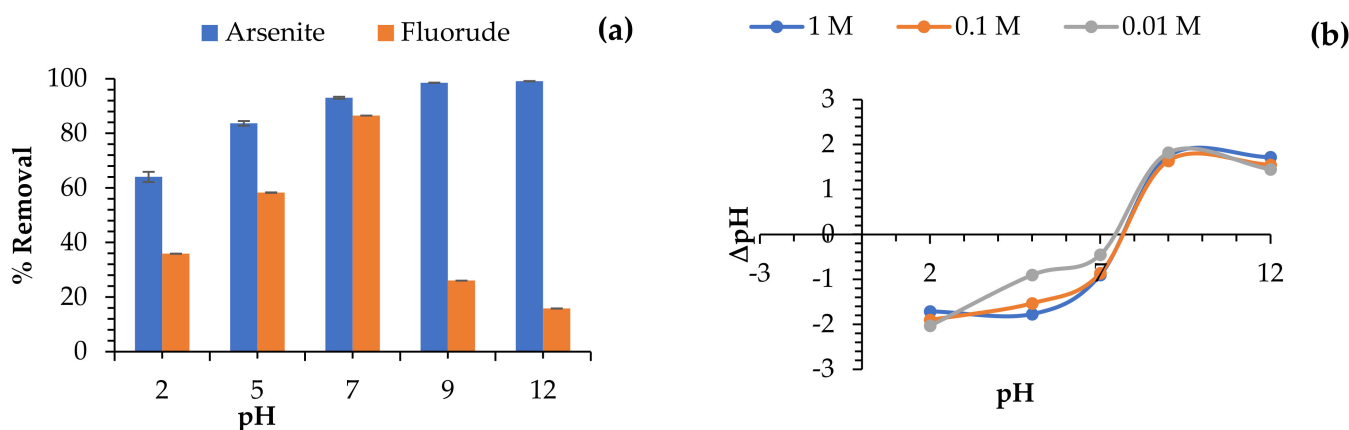 Arsenite Fluorude (a)
% Removal
100
80
60
40
20
0
2 5 7 9 12
pH
1 M 0.1 M 0.01 M (b)
ΔpH
3
2
1
0
-1
-2
-3
-3 2 7 12
pH